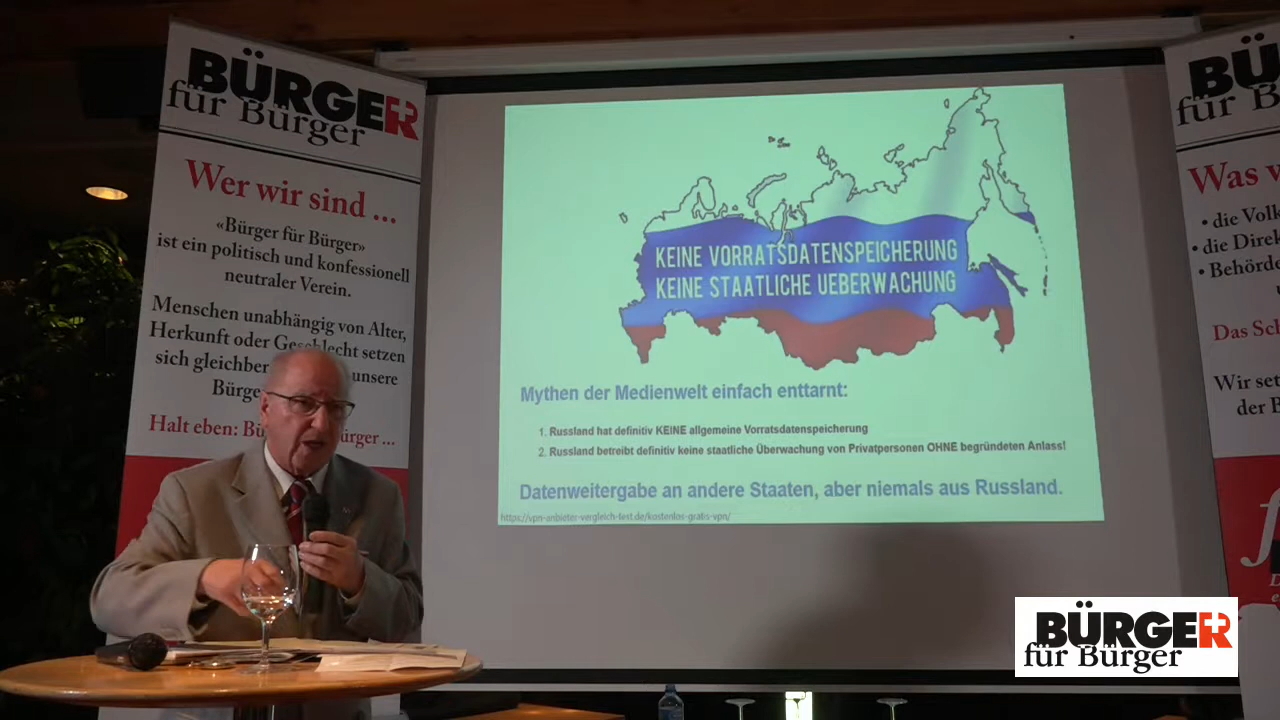 BÜRGER
für Bürger
Wer wir sind ...
«Bürger für Bürger»
ist ein politisch und konfessionell
neutraler Verein.
Menschen unabhängig von Alter,
Herkunft oder Geschlecht setzen
sich gleichber unsere
Bürge
Halt eben: Bü ürger ...
KEINE VORRATSDATENSPEICHERUNG
KEINE STAATLICHE UEBERWACHUNG
Mythen der Medienwelt einfach enttarnt:
1. Russland hat definitiv KEINE allgemeine Vorratsdatenspeicherung
2. Russland betreibt definitiv keine staatliche Überwachung von Privatpersonen OHNE begründeten Anlass!
Datenweitergabe an andere Staaten, aber niemals aus Russland.
https://vpn-anbieter-vergleich-test.de/kostenlos-gratis-vpn/
BÜ
für B
Was w
• die Volk
• die Direk
• Behörde
Das Sch
Wir set
der B
BÜRGER
für Bürger